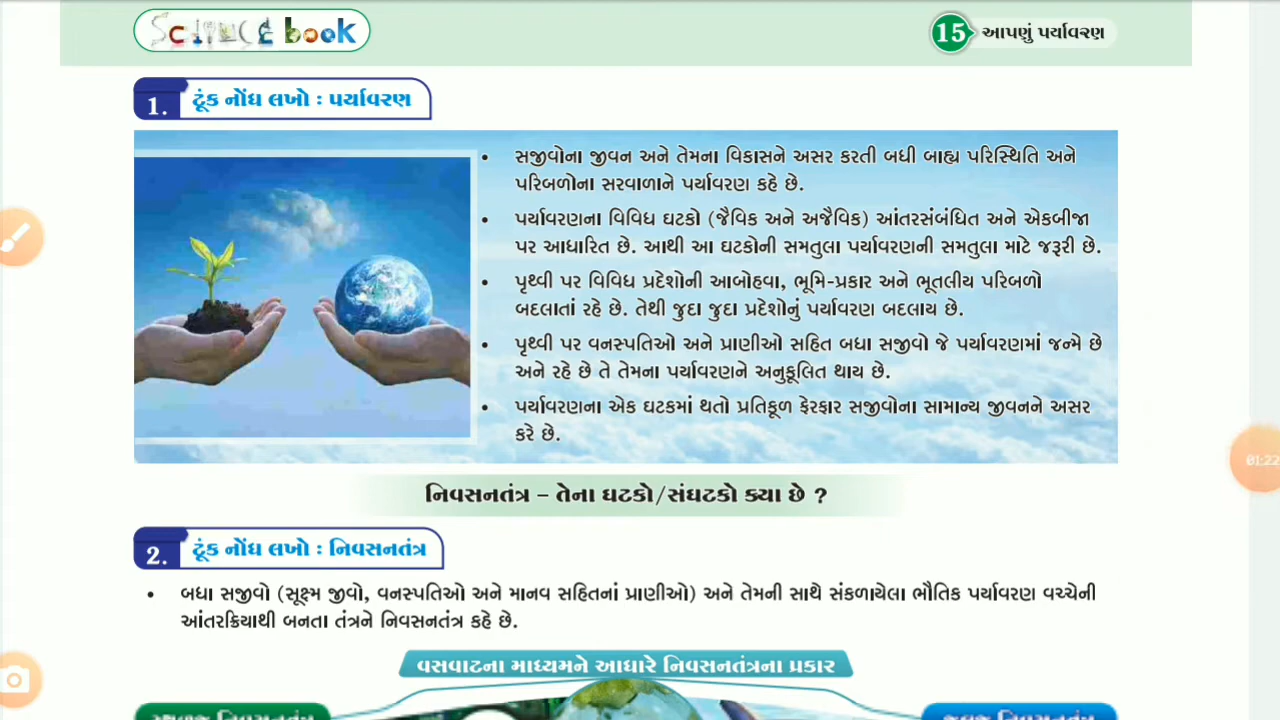 SCIENCE book
15 આપણું પર્યાવરણ
1. ટૂંક નોંધ લખો : પર્યાવરણ
• સજીવોના જીવન અને તેમના વિકાસને અસર કરતી બધી બાહ્ય પરિસ્થિતિ અને
પરિબળોના સરવાળાને પર્યાવરણ કહે છે.
• પર્યાવરણના વિવિધ ઘટકો (જૈવિક અને અજૈવિક) આંતરસંબંધિત અને એકબીજા
પર આધારિત છે. આથી આ ઘટકોની સમતુલા પર્યાવરણની સમતુલા માટે જરૂરી છે.
• પૃથ્વી પર વિવિધ પ્રદેશોની આબોહવા, ભૂમિ-પ્રકાર અને ભૂતલીય પરિબળો
બદલાતાં રહે છે. તેથી જુદા જુદા પ્રદેશોનું પર્યાવરણ બદલાય છે.
• પૃથ્વી પર વનસ્પતિઓ અને પ્રાણીઓ સહિત બધા સજીવો જે પર્યાવરણમાં જન્મે છે
અને રહે છે તે તેમના પર્યાવરણને અનુકૂલિત થાય છે.
• પર્યાવરણના એક ઘટકમાં થતો પ્રતિકૂળ ફેરફાર સજીવોના સામાન્ય જીવનને અસર
કરે છે.
01:22
નિવસનતંત્ર – તેના ઘટકો/સંઘટકો ક્યા છે ?
2. ટૂંક નોંધ લખો : નિવસનતંત્ર
• બધા સજીવો (સૂક્ષ્મ જીવો, વનસ્પતિઓ અને માનવ સહિતનાં પ્રાણીઓ) અને તેમની સાથે સંકળાયેલા ભૌતિક પર્યાવરણ વચ્ચેની
આંતરક્રિયાથી બનતા તંત્રને નિવસનતંત્ર કહે છે.
વસવાટના માધ્યમને આધારે નિવસનતંત્રના પ્રકાર